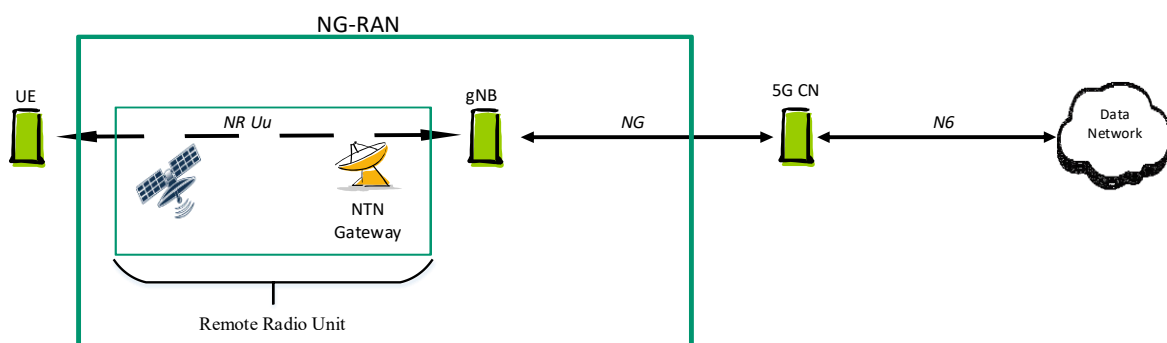 NG-RAN
UE
gNB
5G CN
NR Uu
NG
N6
Data
Network
NTN
Gateway
Remote Radio Unit